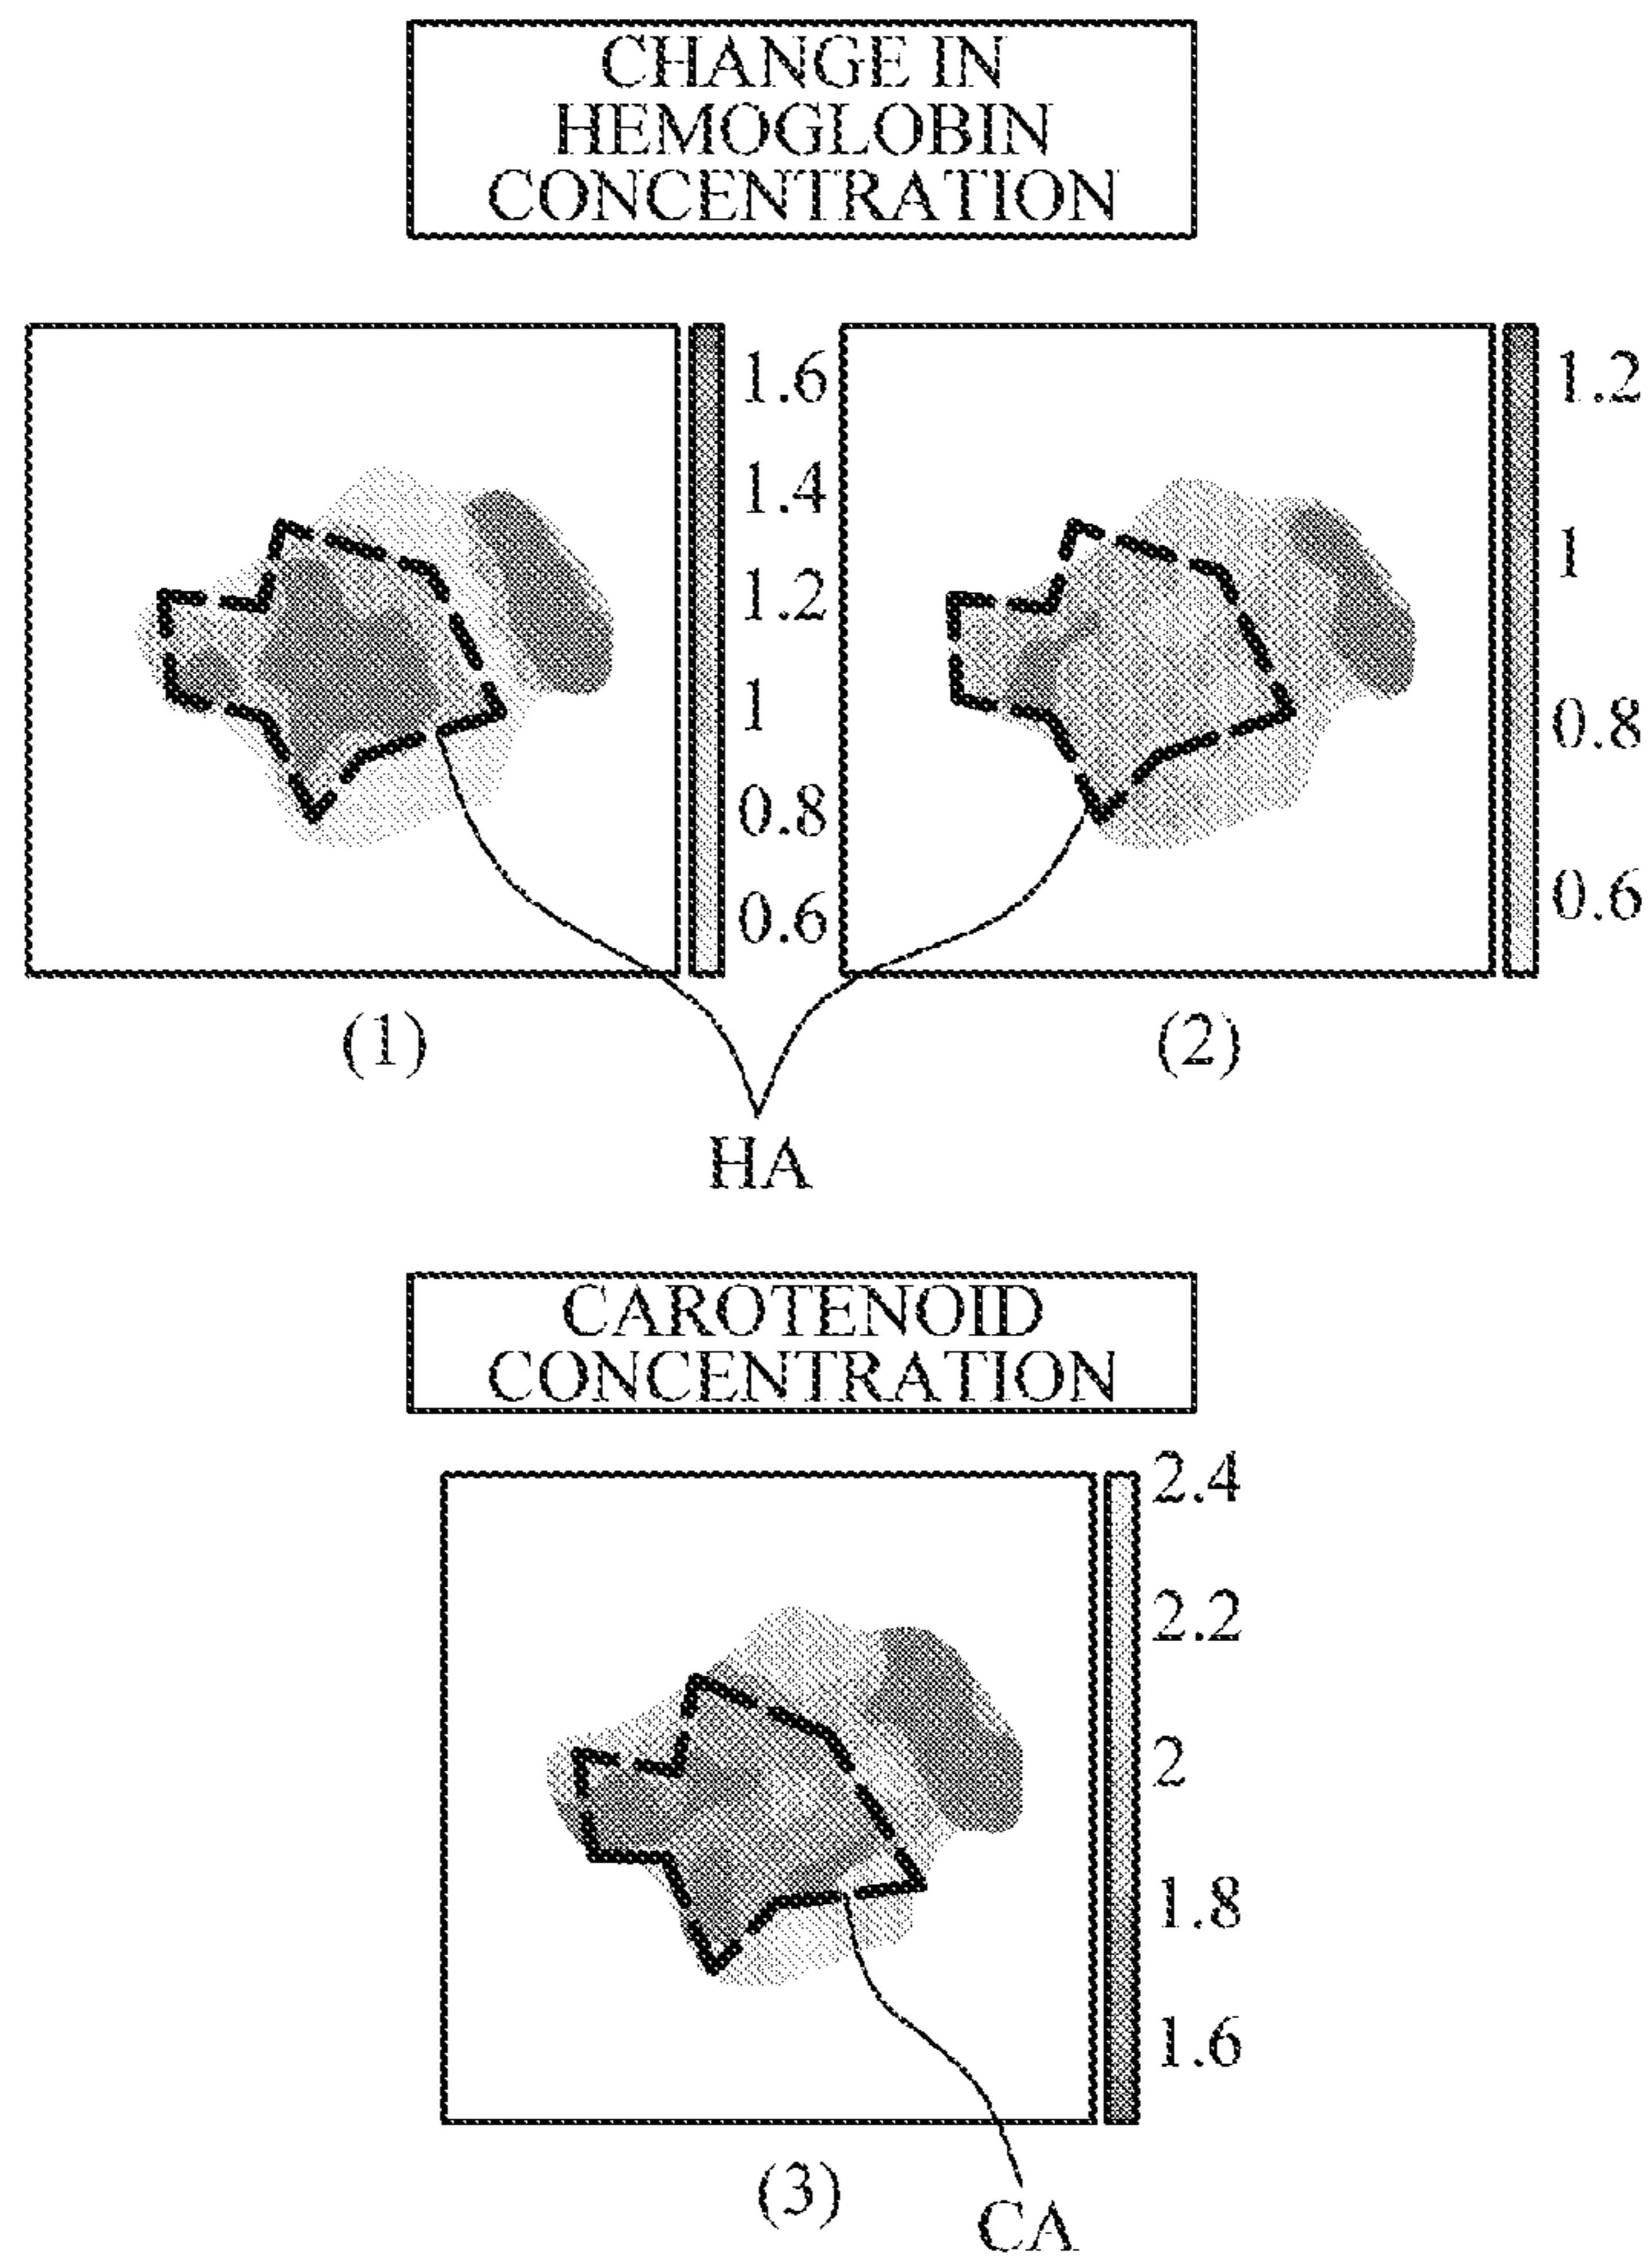 CHANGE IN
HEMOGLOBIN
CONCENTRATION
1.6
1.4
1.2
1
0.8
0.6
(1)
1.2
1
0.8
0.6
(2)
HA
CAROTENOID
CONCENTRATION
2.4
2.2
2
1.8
1.6
(3)
CA